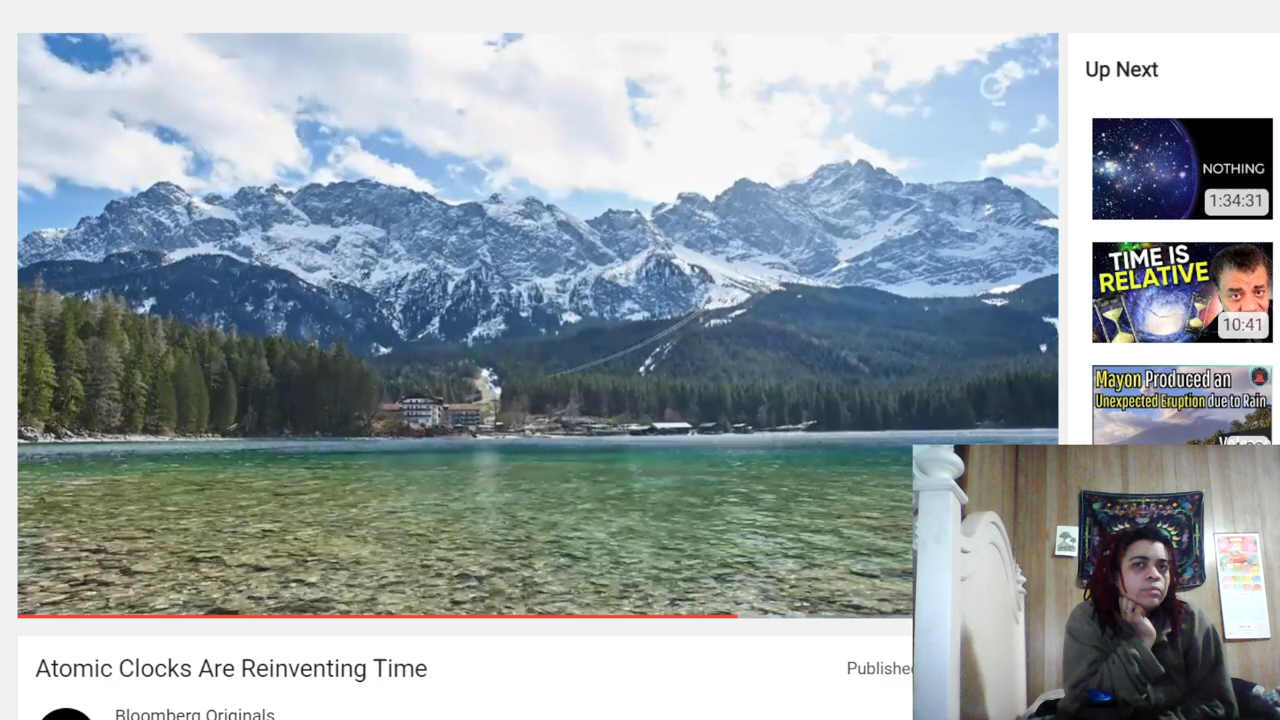 Up Next
NOTHING
1:34:31
TIME IS
RELATIVE
10:41
Mayon Produced an
Unexpected Eruption due to Rain
Atomic Clocks Are Reinventing Time
Published
Bloomberg Originals